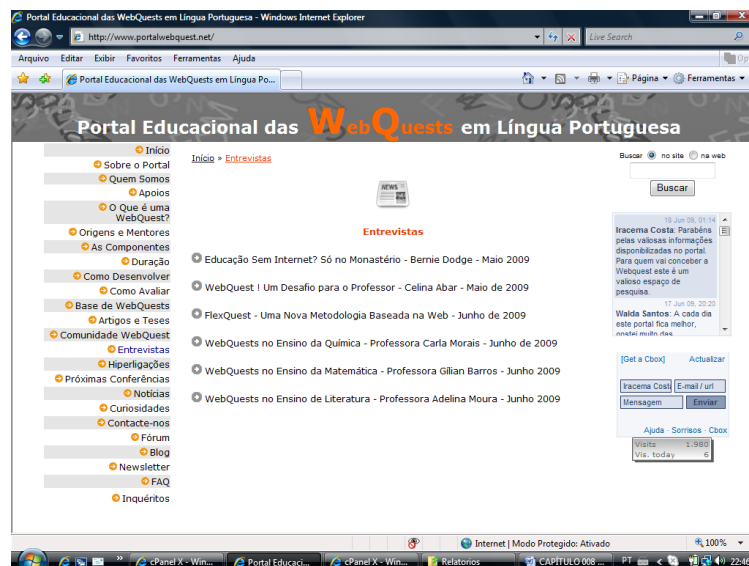 Portal Educacional das WebQuests em Língua Portuguesa - Windows Internet Explorer
http://www.portalwebquest.net/
Live Search
Arquivo Editar Exibir Favoritos Ferramentas Ajuda
Portal Educacional das WebQuests em Língua Po...
Página Ferramentas
Portal Educacional das WebQuests em Língua Portuguesa
Início
Sobre o Portal
Quem Somos
Apoios
O Que é uma
WebQuest?
Origens e Mentores
As Componentes
Duração
Como Desenvolver
Como Avaliar
Base de WebQuests
Artigos e Teses
Comunidade WebQuest
Entrevistas
Hiperligações
Próximas Conferências
Notícias
Curiosidades
Contacte-nos
Fórum
Blog
Newsletter
FAQ
Inquéritos
Início » Entrevistas
NEWS
Entrevistas
Educação Sem Internet? Só no Monastério - Bernie Dodge - Maio 2009
WebQuest ! Um Desafio para o Professor - Celina Abar - Maio de 2009
FlexQuest - Uma Nova Metodologia Baseada na Web - Junho de 2009
WebQuests no Ensino da Química - Professora Carla Morais - Junho de 2009
WebQuests no Ensino da Matemática - Professora Gílian Barros - Junho 2009
WebQuests no Ensino de Literatura - Professora Adelina Moura - Junho 2009
Buscar no site na web
Buscar
10 Jun 09, 01:14
Iracema Costa: Parabéns
pelas valiosas informações
disponibilizadas no portal.
Para quem vai conceber a
Webquest este é um
valioso espaço de
pesquisa.
17 Jun 09, 20:20
Walda Santos: A cada dia
este portal fica melhor,
[Get a Cbox] Actualizar
Iracema Costa E-mail / url
Mensagem Enviar
Ajuda · Sorrisos · Cbox
Visits 1.980
Vis. today 6
Internet | Modo Protegido: Ativado
100%
cPanel X - Win... Portal Educaci... cPanel X - Win... Relatorios CAPÍTULO 008 ... PT 22:46